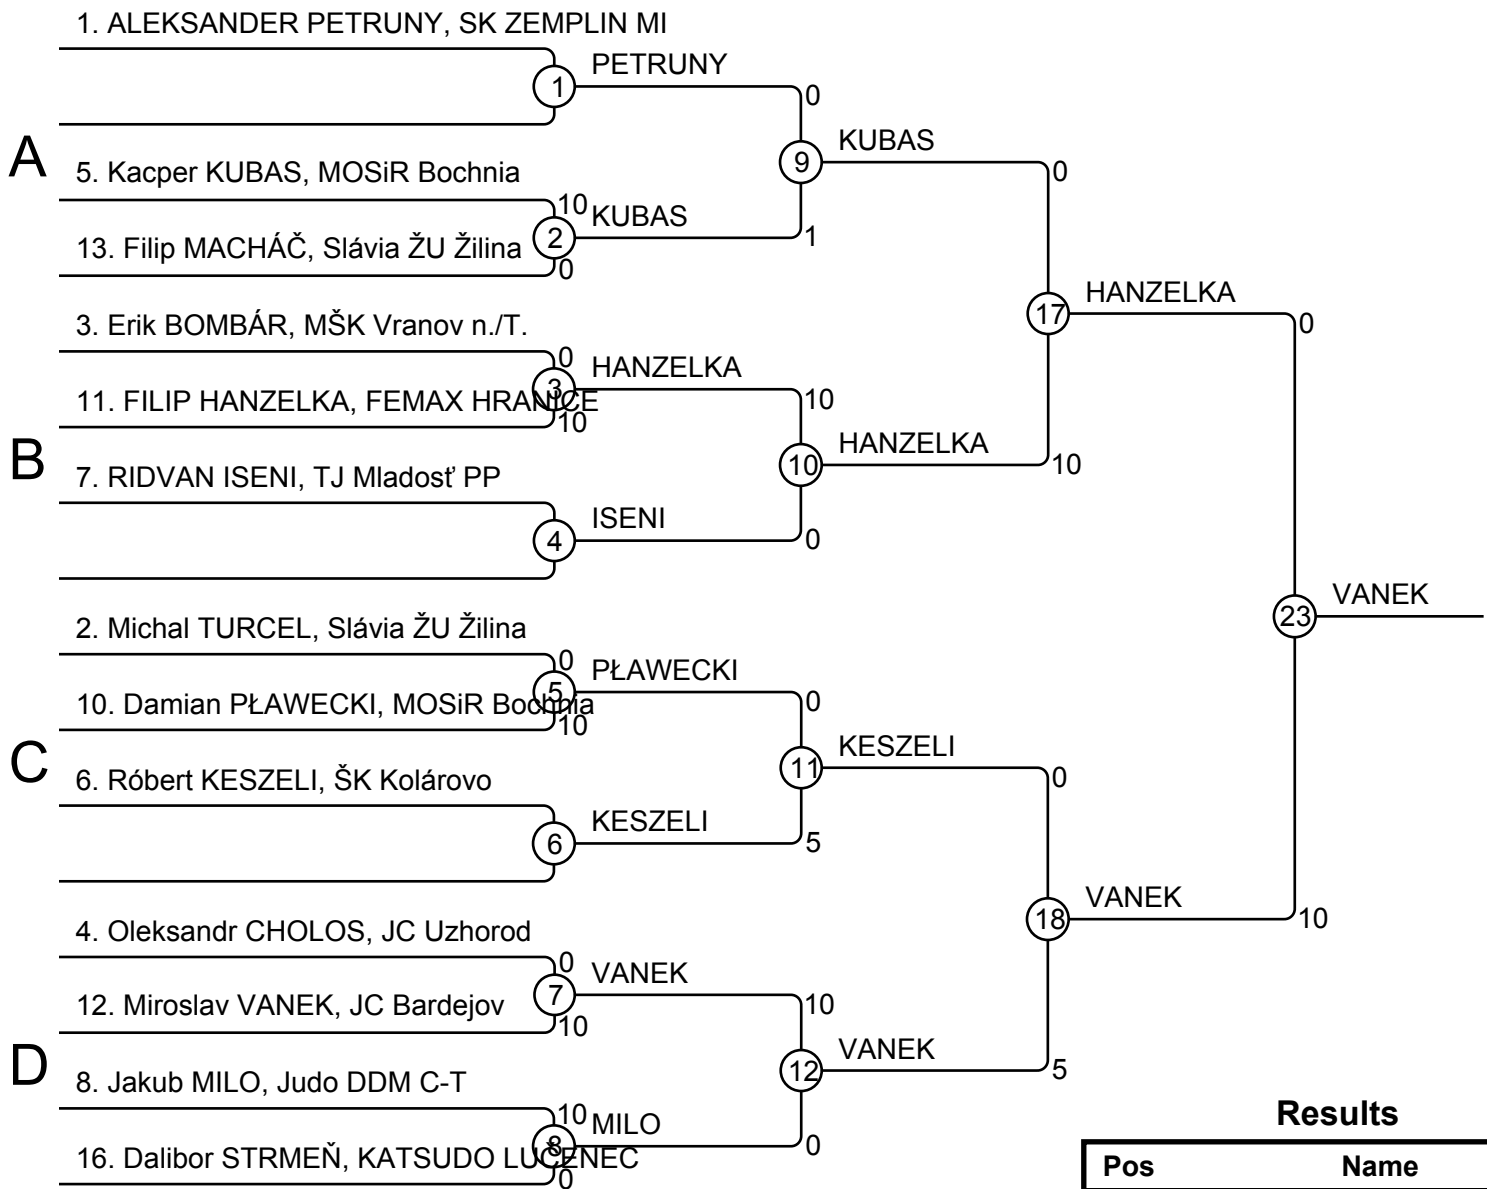 1. ALEKSANDER PETRUNY, SK ZEMPLIN MI
1 PETRUNY
0
A
5. Kacper KUBAS, MOSiR Bochnia
9 KUBAS
0
10
2 KUBAS
1
13. Filip MACHÁČ, Slávia ŽU Žilina
0
17 HANZELKA
0
3. Erik BOMBÁR, MŠK Vranov n./T.
0
3 HANZELKA
10
11. FILIP HANZELKA, FEMAX HRANICE
10
B
10 HANZELKA
10
7. RIDVAN ISENI, TJ Mladosť PP
4 ISENI
0
23 VANEK
2. Michal TURCEL, Slávia ŽU Žilina
0
5 PŁAWECKI
0
10. Damian PŁAWECKI, MOSiR Bochnia
10
C
11 KESZELI
0
6. Róbert KESZELI, ŠK Kolárovo
6 KESZELI
5
18 VANEK
10
4. Oleksandr CHOLOS, JC Uzhorod
0
7 VANEK
10
12. Miroslav VANEK, JC Bardejov
10
D
12 VANEK
5
8. Jakub MILO, Judo DDM C-T
10
8 MILO
0
16. Dalibor STRMEŇ, KATSUDO LUČENEC
0
Results
Pos Name